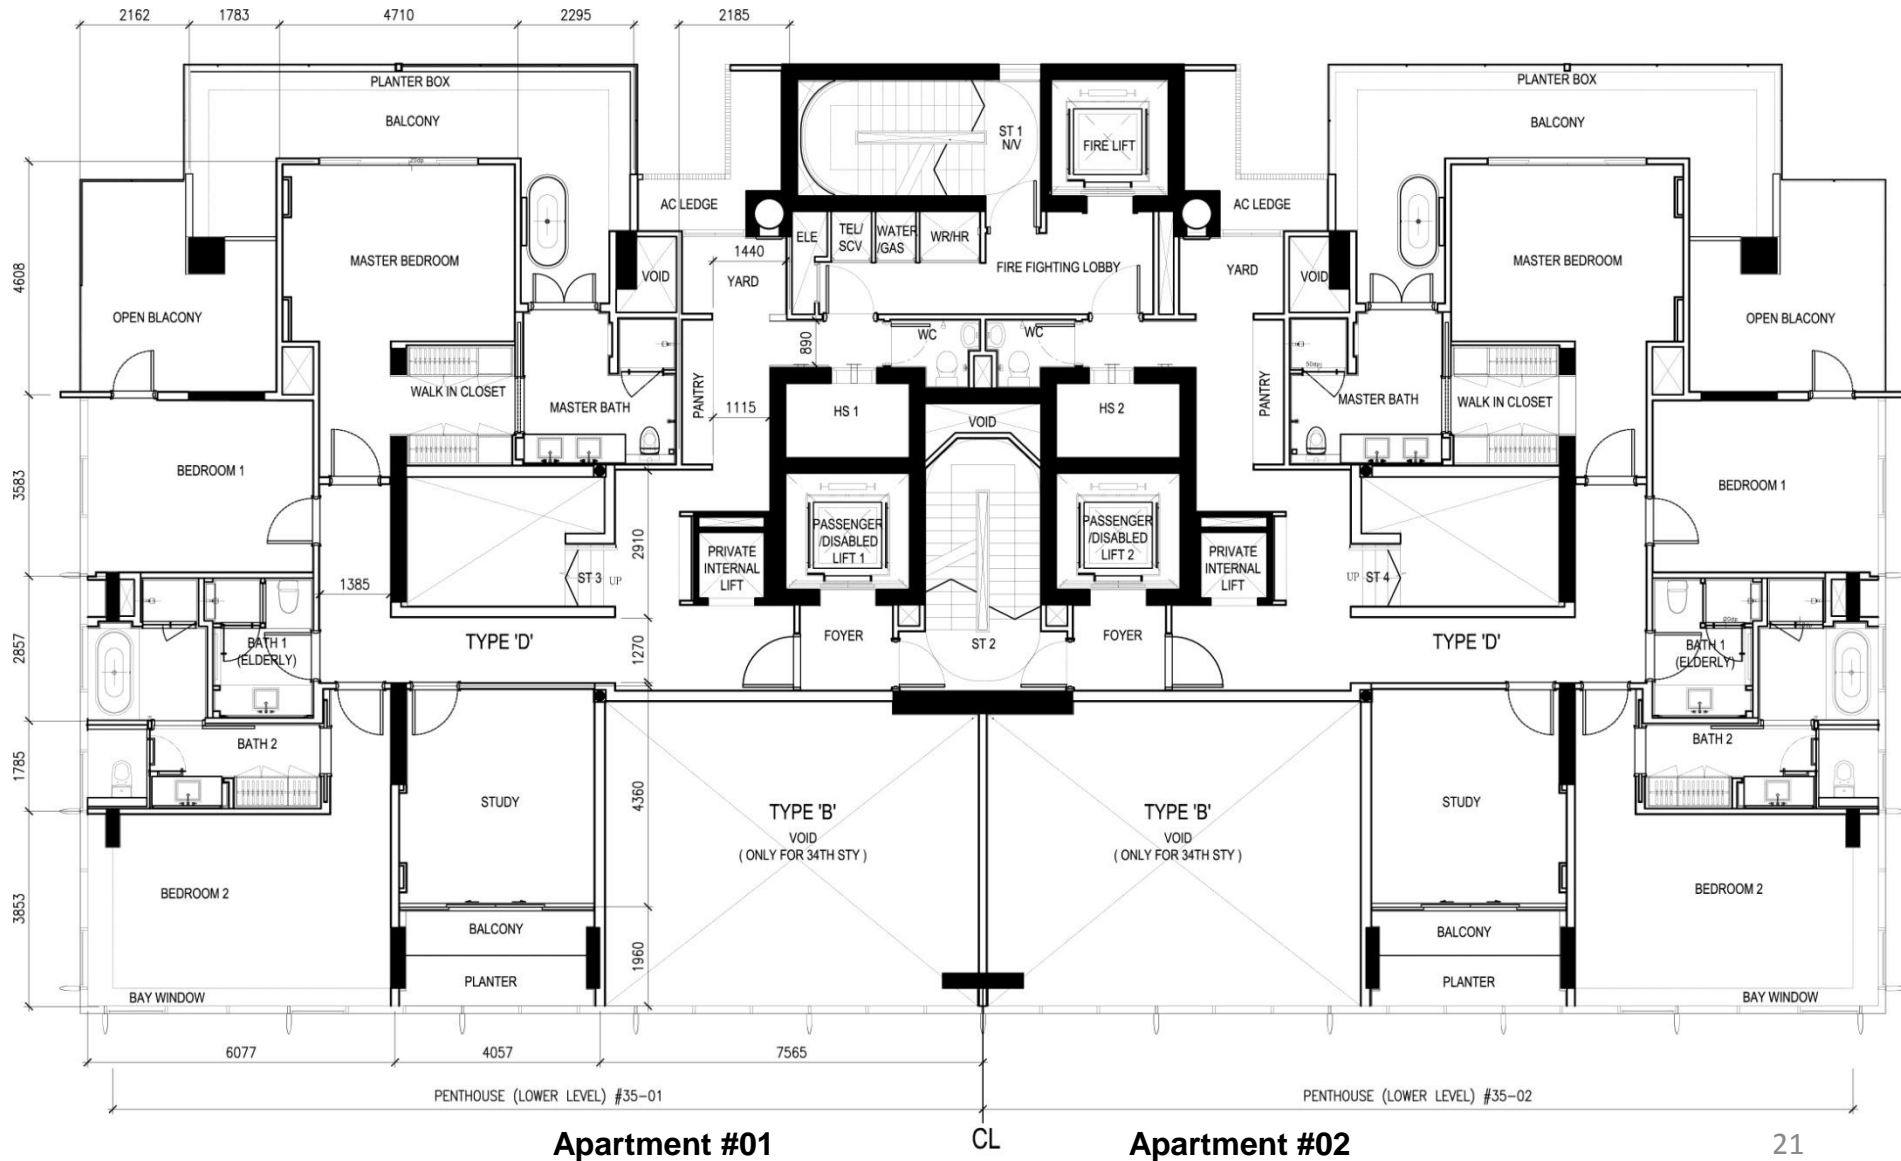 2162 1783 4710 2295 2185
PLANTER BOX
BALCONY
ST 1
N/V
FIRE LIFT
PLANTER BOX
BALCONY
AC LEDGE
AC LEDGE
ELE
TEL/
SCV
WATER
/GAS
WR/HR
1440
VOID
YARD
FIRE FIGHTING LOBBY
YARD
VOID
MASTER BEDROOM
MASTER BEDROOM
4608
OPEN BLACONY
OPEN BLACONY
WC
WC
890
WALK IN CLOSET
MASTER BATH
PANTRY
1115
HS 1
HS 2
VOID
PANTRY
50dp
MASTER BATH
WALK IN CLOSET
3583
BEDROOM 1
BEDROOM 1
PASSENGER
/DISABLED
LIFT 1
PASSENGER
/DISABLED
LIFT 2
2910
PRIVATE
INTERNAL
LIFT
PRIVATE
INTERNAL
LIFT
ST 3 UP
UP ST 4
1385
2857
BATH 1
(ELDERLY)
TYPE 'D'
1270
FOYER
ST 2
FOYER
TYPE 'D'
20dp
BATH 1
(ELDERLY)
1785
BATH 2
BATH 2
STUDY
4360
TYPE 'B'
VOID
( ONLY FOR 34TH STY )
TYPE 'B'
VOID
( ONLY FOR 34TH STY )
STUDY
3853
BEDROOM 2
BEDROOM 2
BALCONY
BALCONY
1960
PLANTER
PLANTER
BAY WINDOW
BAY WINDOW
6077 4057 7565
PENTHOUSE (LOWER LEVEL) #35-01
PENTHOUSE (LOWER LEVEL) #35-02
Apartment #01
CL
Apartment #02
21